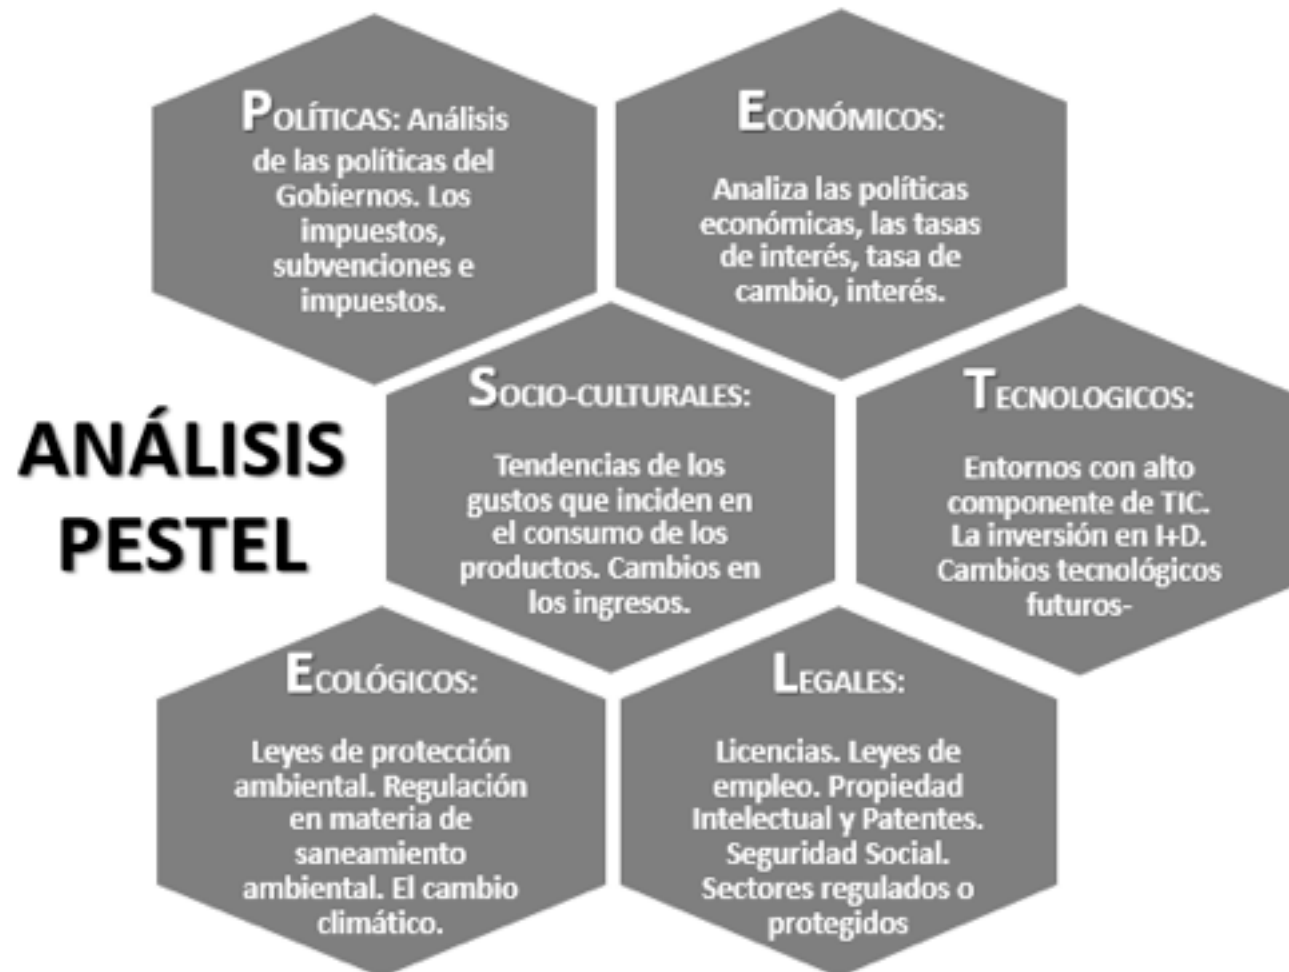 POLÍTICAS: Análisis
de las políticas del
Gobiernos. Los
impuestos,
subvenciones e
impuestos.
ECONÓMICOS:
Analiza las políticas
económicas, las tasas
de interés, tasa de
cambio, interés.
ANÁLISIS
PESTEL
SOCIO-CULTURALES:
Tendencias de los
gustos que inciden en
el consumo de los
productos. Cambios en
los ingresos.
TECNOLOGICOS:
Entornos con alto
componente de TIC.
La inversión en I+D.
Cambios tecnológicos
futuros-
ECOLÓGICOS:
Leyes de protección
ambiental. Regulación
en materia de
saneamiento
ambiental. El cambio
climático.
LEGALES:
Licencias. Leyes de
empleo. Propiedad
Intelectual y Patentes.
Seguridad Social.
Sectores regulados o
protegidos